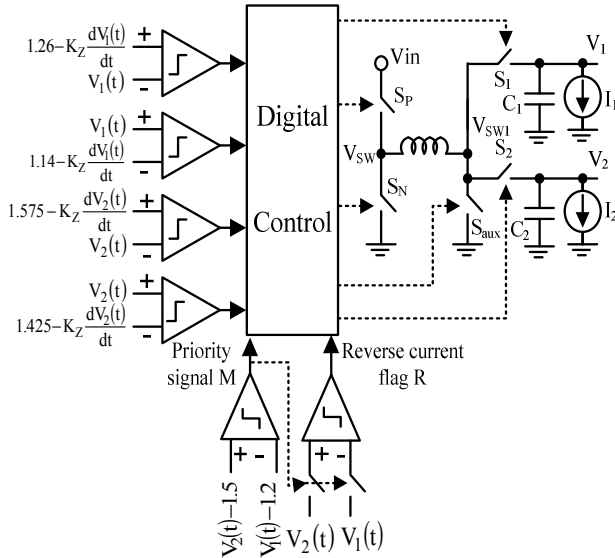 +
1.26-K_Z dV₁(t)/dt
V₁(t)
-
V₁(t)
+
1.14-K_Z dV₁(t)/dt
-
1.575-K_Z dV₂(t)/dt
+
V₂(t)
-
V₂(t)
+
1.425-K_Z dV₂(t)/dt
-
Digital
Control
Vin
S_P
V_SW
S_N
V_SW1
S₁
V₁
C₁
I₁
S₂
V₂
S_aux
C₂
I₂
Priority
signal M
Reverse current
flag R
+ -
+ -
V₂(t)-1.5
V₁(t)-1.2
V₂(t)
V₁(t)